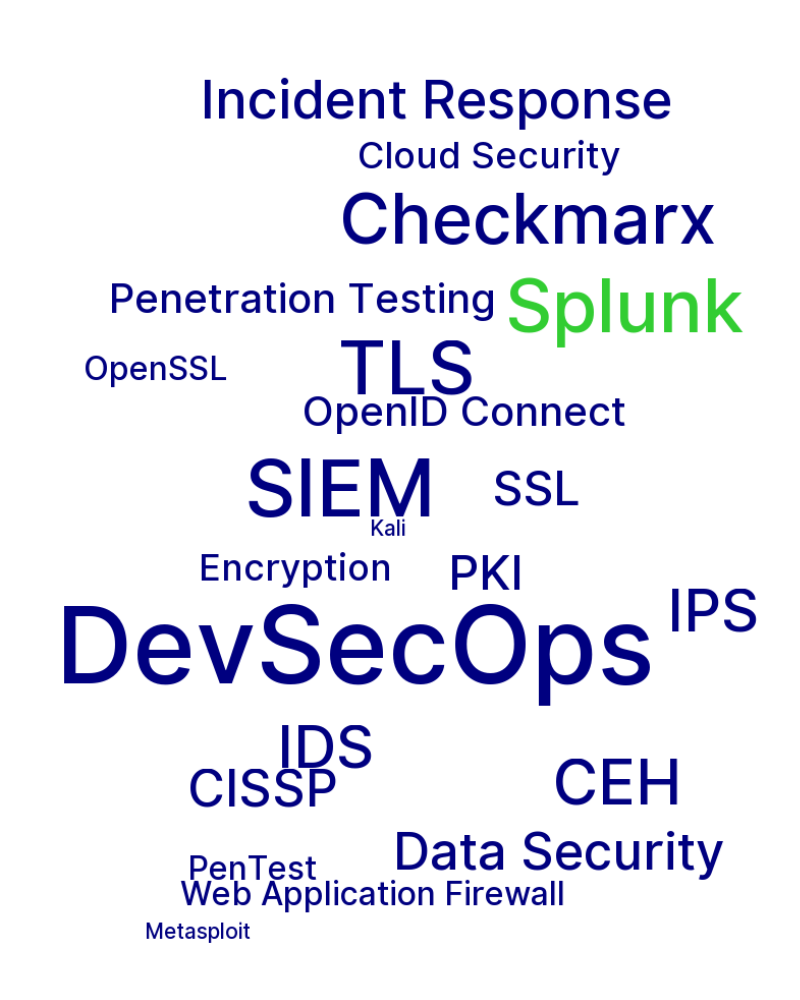 Incident Response
Cloud Security
Checkmarx
Penetration Testing
Splunk
TLS
OpenSSL
OpenID Connect
SIEM
SSL
Kali
Encryption
PKI
IPS
DevSecOps
IDS
CISSP
CEH
Data Security
PenTest
Web Application Firewall
Metasploit